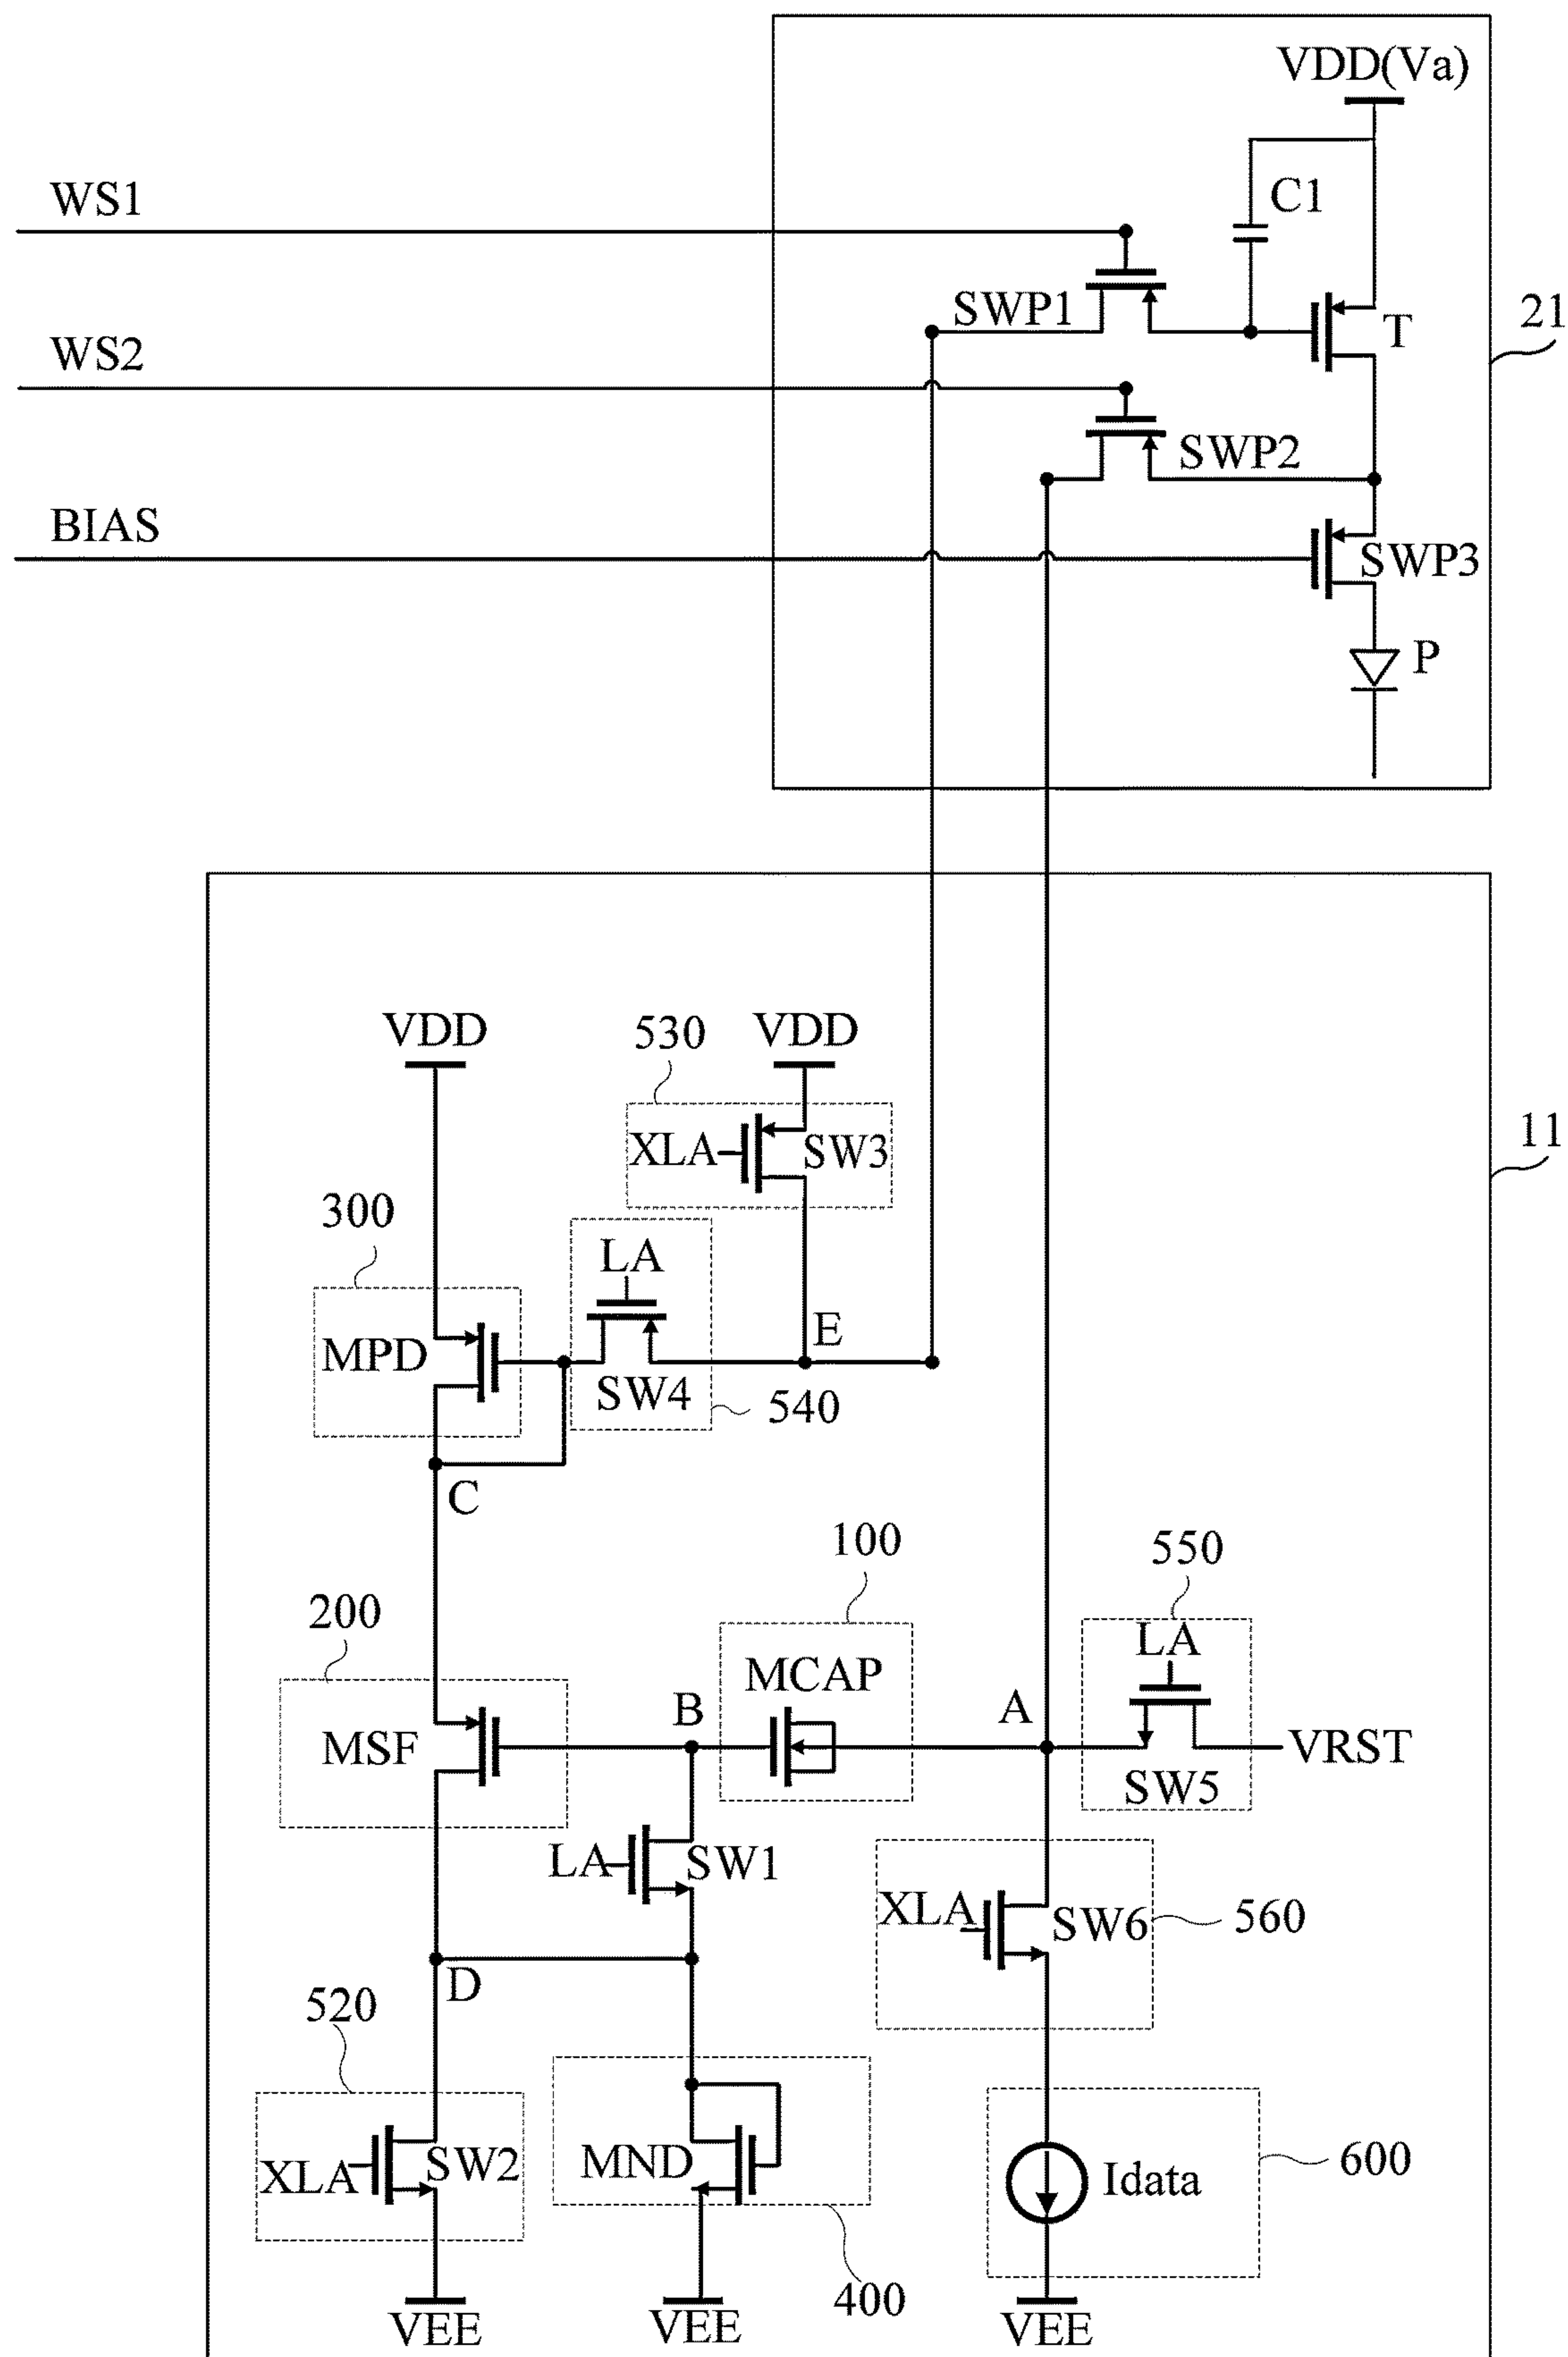 VDD(Va)
WS1
C1
SWP1
T
21
WS2
SWP2
BIAS
SWP3
P
VDD
530
VDD
XLA
SW3
11
300
LA
E
MPD
SW4
540
C
100
550
200
MCAP
LA
B
A
MSF
VRST
SW5
LA
SW1
XLA
SW6
560
D
520
MND
XLA
SW2
Idata
600
400
VEE
VEE
VEE